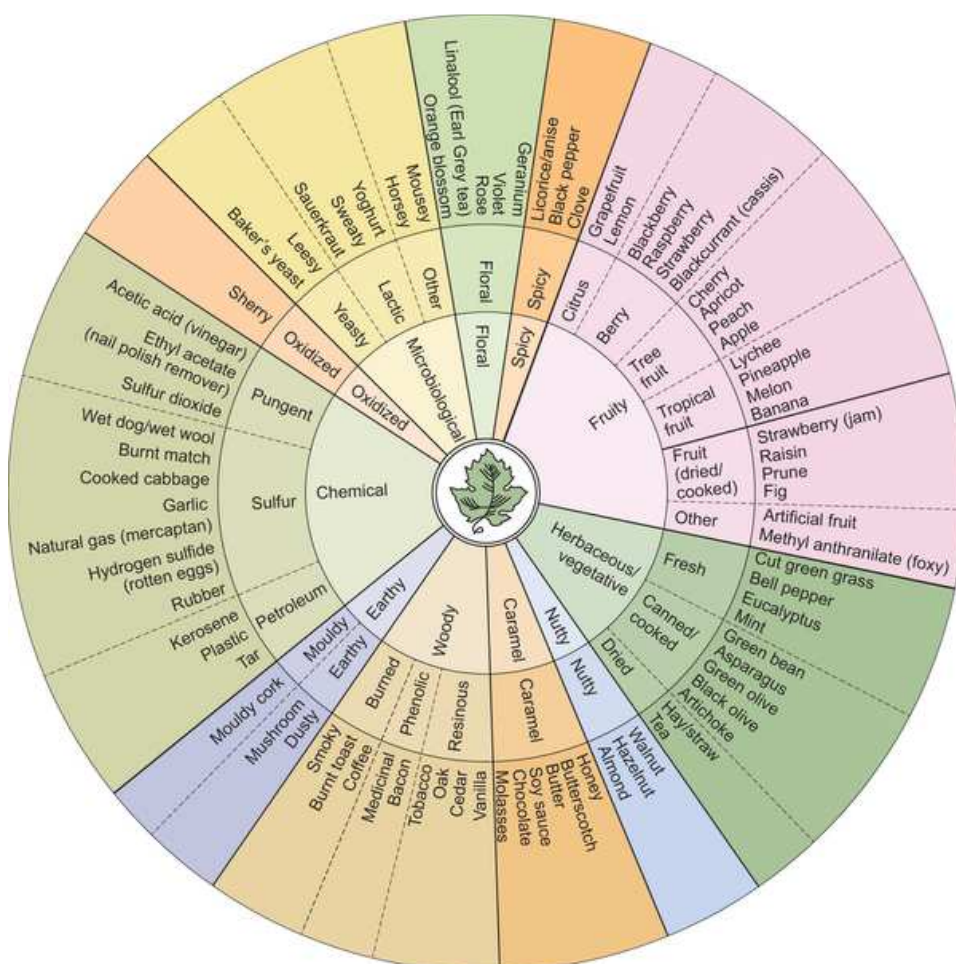 Floral
Floral
Linalool (Earl Grey tea)
Orange blossom
Rose
Violet
Geranium
Spicy
Spicy
Licorice/anise
Black pepper
Clove
Fruity
Citrus
Grapefruit
Lemon
Berry
Blackberry
Raspberry
Strawberry
Blackcurrant (cassis)
Tree
fruit
Cherry
Apricot
Peach
Apple
Tropical
fruit
Lychee
Pineapple
Melon
Banana
Fruit
(dried/
cooked)
Strawberry (jam)
Raisin
Prune
Fig
Other
Artificial fruit
Methyl anthranilate (foxy)
Herbaceous/
vegetative
Fresh
Cut green grass
Bell pepper
Eucalyptus
Mint
Canned/
cooked
Green bean
Asparagus
Green olive
Black olive
Artichoke
Dried
Hay/straw
Tea
Nutty
Nutty
Walnut
Hazelnut
Almond
Caramel
Caramel
Honey
Butterscotch
Butter
Soy sauce
Chocolate
Molasses
Woody
Resinous
Vanilla
Cedar
Oak
Tobacco
Phenolic
Bacon
Medicinal
Burned
Coffee
Burnt toast
Smoky
Earthy
Earthy
Dusty
Mushroom
Mouldy
Mouldy cork
Chemical
Petroleum
Tar
Plastic
Kerosene
Sulfur
Rubber
Hydrogen sulfide
(rotten eggs)
Natural gas (mercaptan)
Garlic
Cooked cabbage
Burnt match
Wet dog/wet wool
Pungent
Sulfur dioxide
Ethyl acetate
(nail polish remover)
Acetic acid (vinegar)
Oxidized
Oxidized
Sherry
Microbiological
Yeasty
Baker's yeast
Leesy
Lactic
Sauerkraut
Sweaty
Yoghurt
Other
Horsey
Mousey